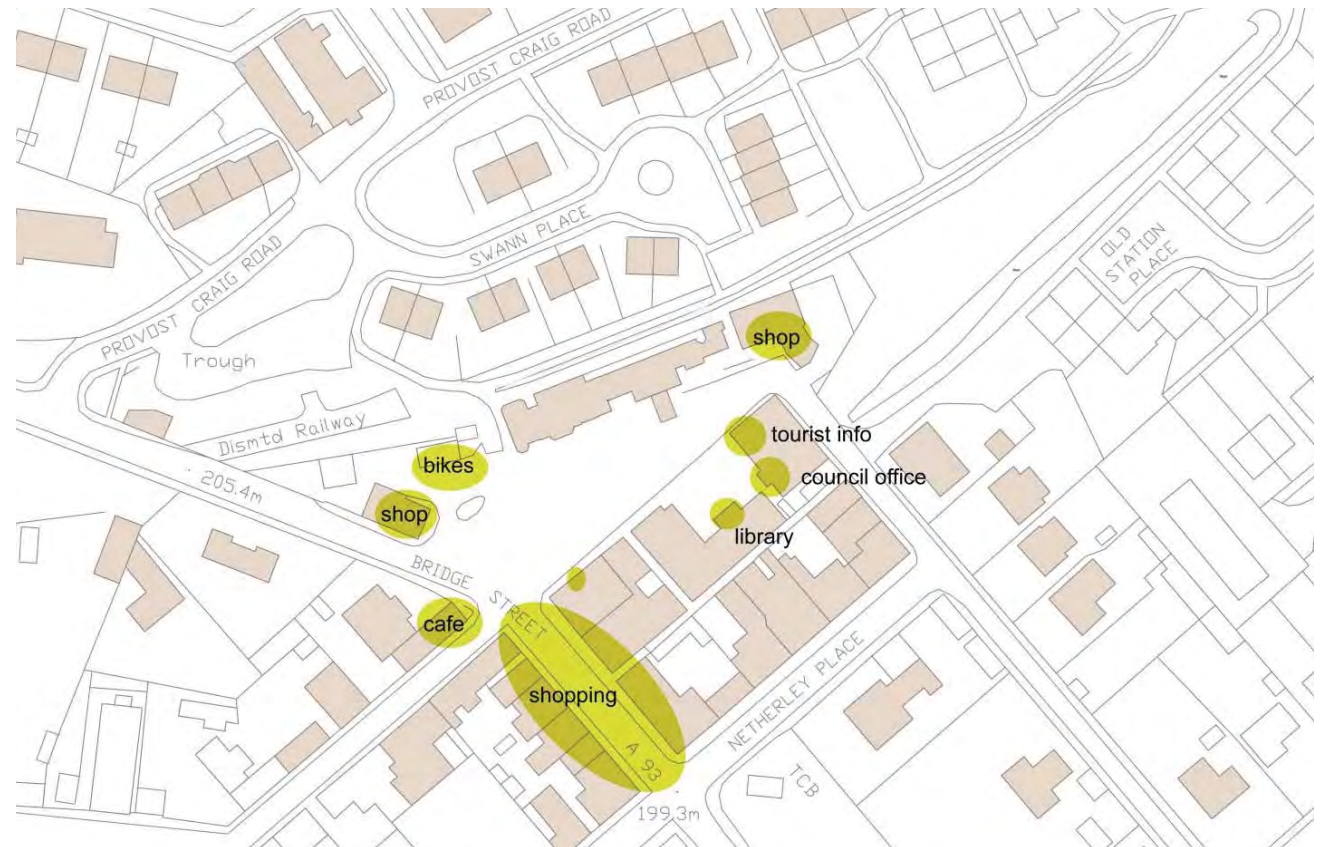 PROVOST CRAIG ROAD
SWANN PLACE
OLD
STATION
PLACE
PROVOST CRAIG ROAD
Trough
shop
Dismtd Railway
tourist info
bikes
council office
205.4m
shop
library
BRIDGE STREET
cafe
shopping
NETHERLEY PLACE
A 93
TCB
199.3m